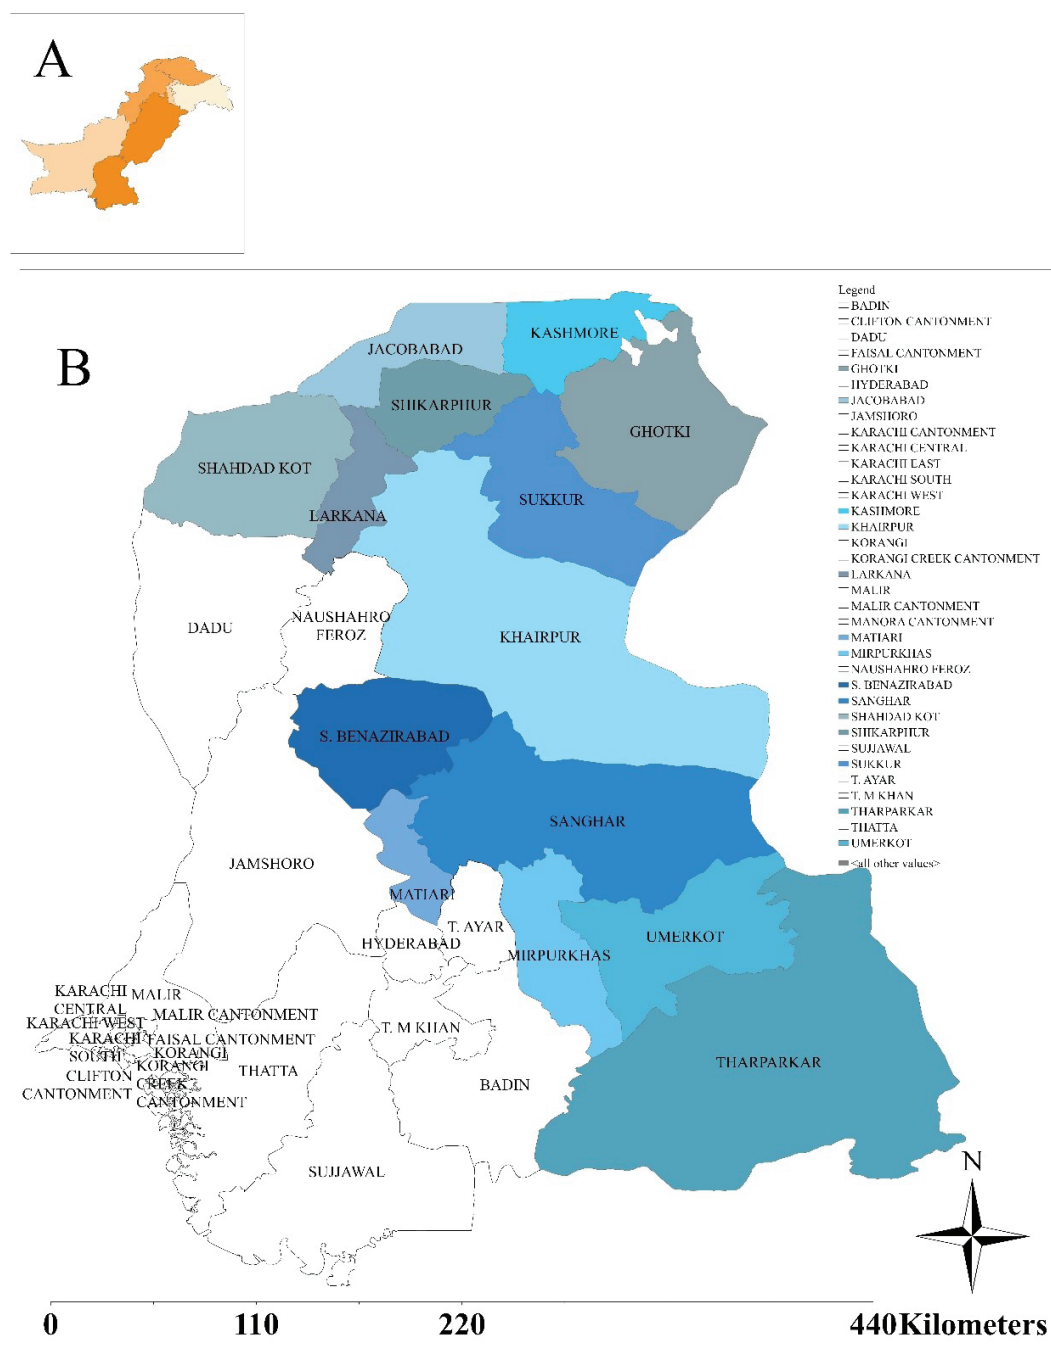 A
B
JACOBABAD
KASHMORE
SHIKARPHUR
GHOTKI
SHAHDAD KOT
SUKKUR
LARKANA
DADU
NAUSHAHRO
FEROZ
KHAIRPUR
S. BENAZIRABAD
SANGHAR
JAMSHORO
MATIARI
T. AYAR
HYDERABAD
UMERKOT
MIRPURKHAS
KARACHI
CENTRAL
MALIR
KARACHI WEST
MALIR CANTONMENT
T. M KHAN
KARACHI
SOUTH
FAISAL CANTONMENT
KORANGI
THARPARKAR
THATTA
KORANGI
CREEK
CANTONMENT
CLIFTON
CANTONMENT
BADIN
SUJJAWAL
Legend
BADIN
CLIFTON CANTONMENT
DADU
FAISAL CANTONMENT
GHOTKI
HYDERABAD
JACOBABAD
JAMSHORO
KARACHI CANTONMENT
KARACHI CENTRAL
KARACHI EAST
KARACHI SOUTH
KARACHI WEST
KASHMORE
KHAIRPUR
KORANGI
KORANGI CREEK CANTONMENT
LARKANA
MALIR
MALIR CANTONMENT
MANORA CANTONMENT
MATIARI
MIRPURKHAS
NAUSHAHRO FEROZ
S. BENAZIRABAD
SANGHAR
SHAHDAD KOT
SHIKARPHUR
SUJJAWAL
SUKKUR
T. AYAR
T. M KHAN
THARPARKAR
THATTA
UMERKOT
<all other values>
N
0 110 220 440 Kilometers